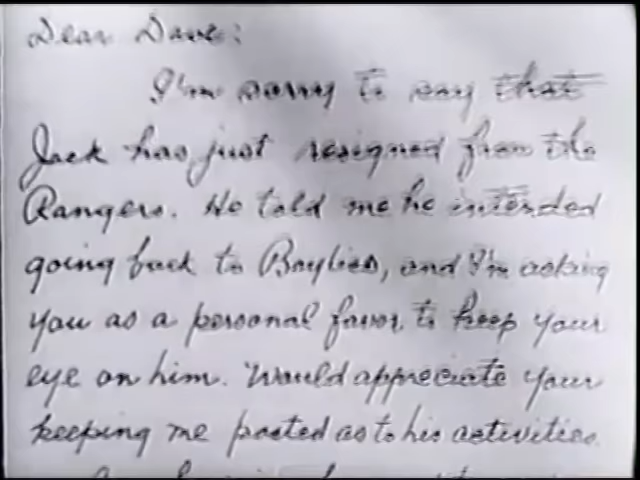 Dear Dave:
I'm sorry to say that
Jack has just resigned from the
Rangers. He told me he intended
going back to Baylies, and I'm asking
you as a personal favor to keep your
eye on him. Would appreciate your
keeping me posted as to his activities.